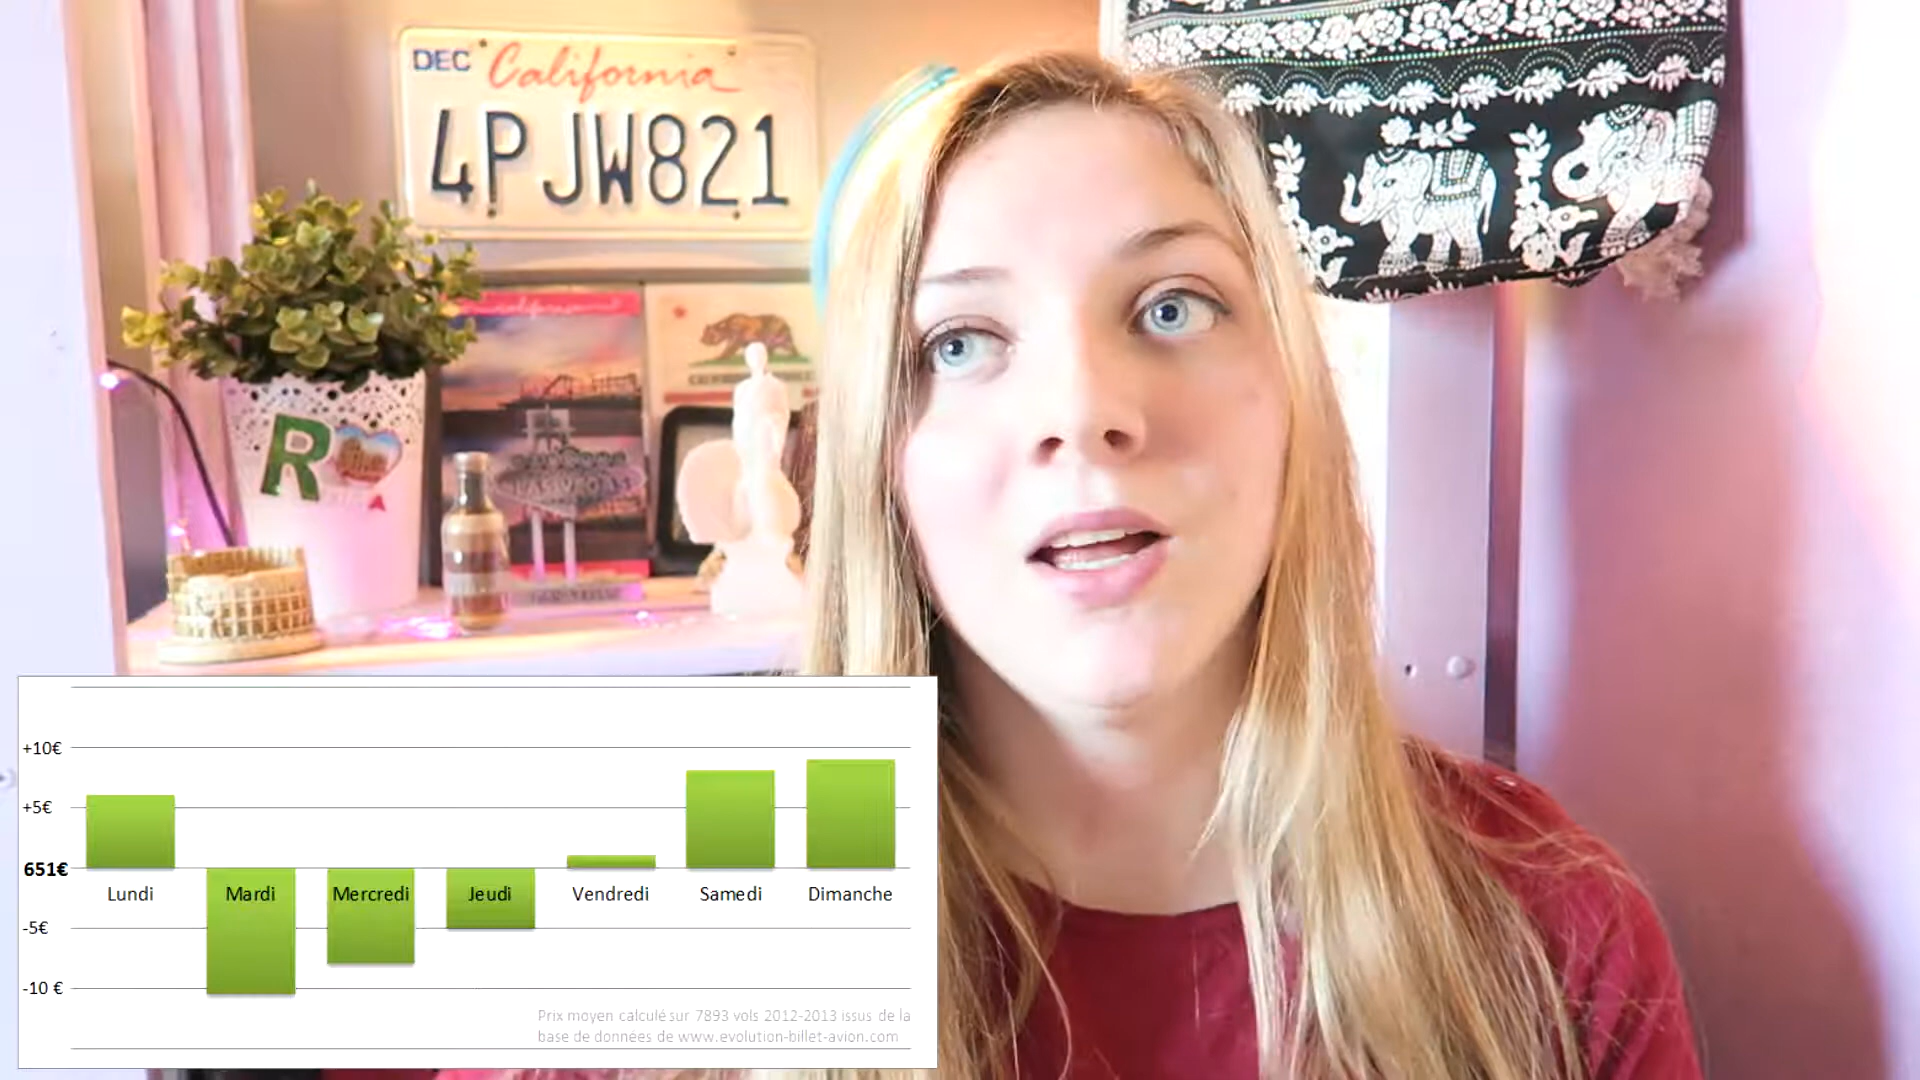 DEC California
4PJW821
R
+10€
+5€
651€
Lundi Mardi Mercredi Jeudi Vendredi Samedi Dimanche
-5€
-10 €
Prix moyen calculé sur 7893 vols 2012-2013 issus de la
base de données de www.evolution-billet-avion.com